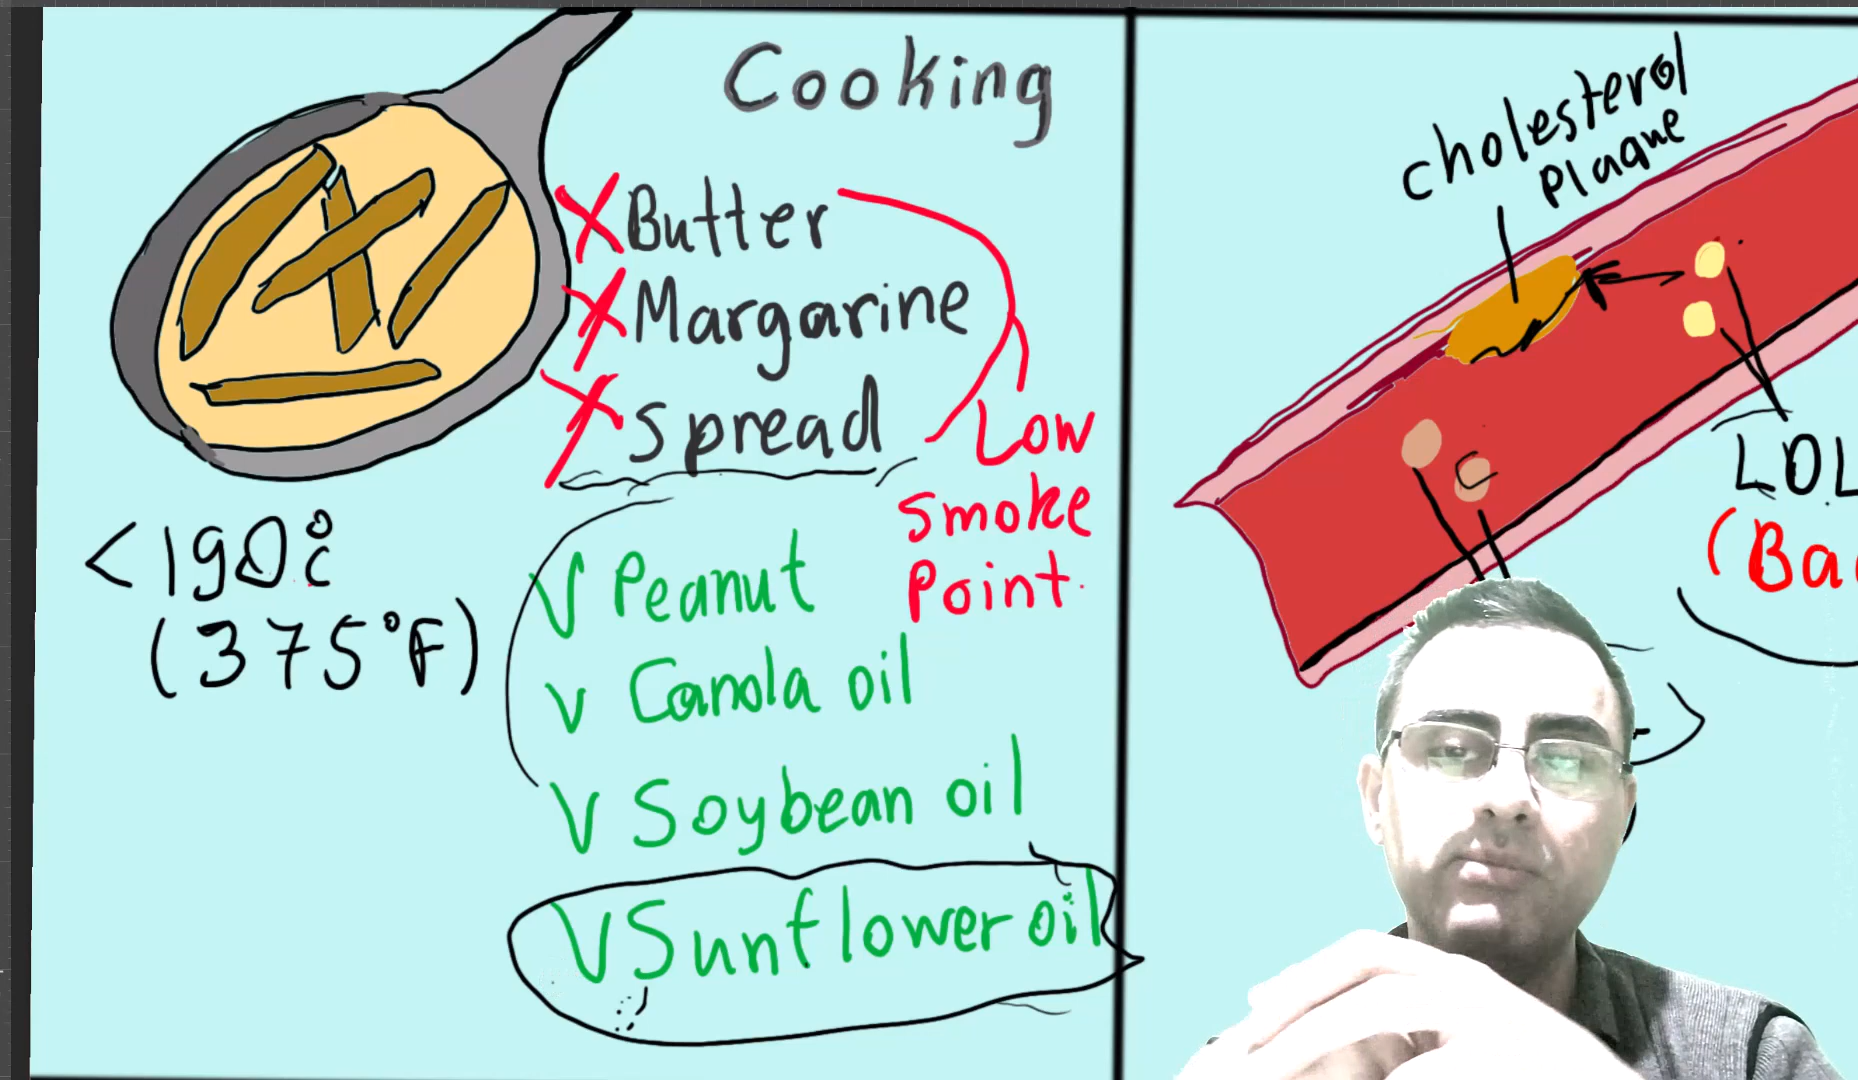 Cooking
X Butter
X Margarine
X Spread
Low
smoke
Point.
<190°C
(375°F)
V Peanut
V Canola oil
V Soybean oil
V Sunflower oil
cholesterol
Plaque
LDL
(Ba